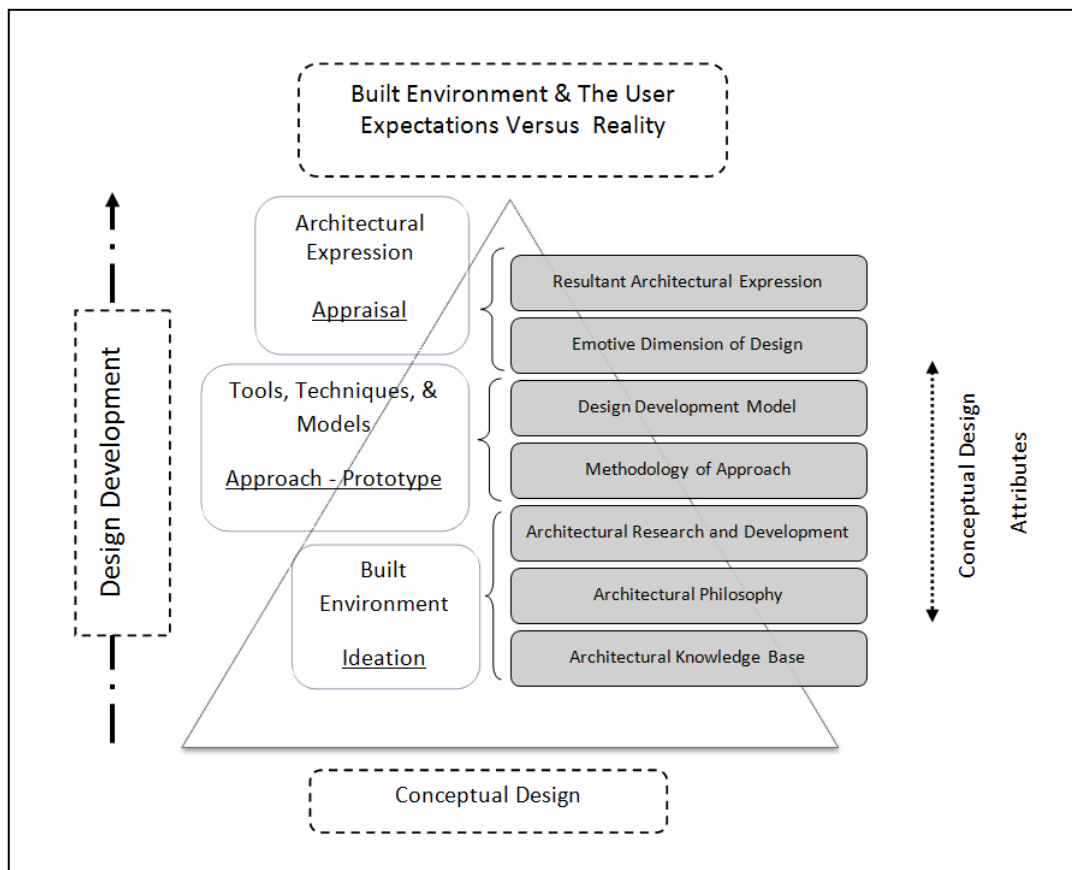 Built Environment & The User
Expectations Versus Reality
Architectural
Expression
Appraisal
Resultant Architectural Expression
Emotive Dimension of Design
Tools, Techniques, &
Models
Approach - Prototype
Design Development Model
Methodology of Approach
Built
Environment
Ideation
Architectural Research and Development
Architectural Philosophy
Architectural Knowledge Base
Design Development
Conceptual Design
Attributes
Conceptual Design